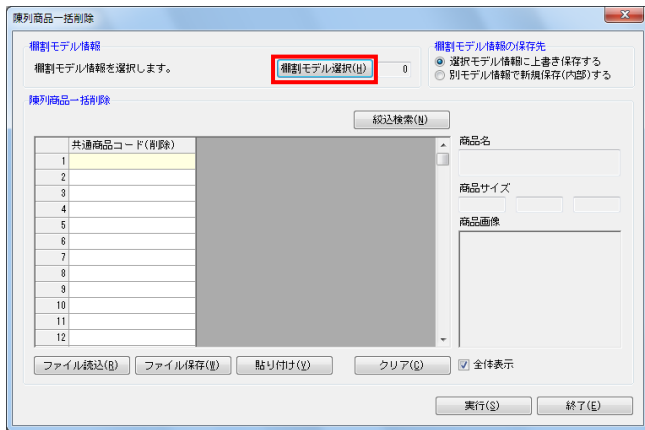 陳列商品一括削除
棚割モデル情報
棚割モデル情報を選択します。
棚割モデル選択(H)
0
棚割モデル情報の保存先
選択モデル情報に上書き保存する
別モデル情報で新規保存(内部)する
陳列商品一括削除
絞込検索(N)
共通商品コード(削除)
1
2
3
4
5
6
7
8
9
10
11
12
商品名
商品サイズ
商品画像
ファイル読込(R)
ファイル保存(W)
貼り付け(V)
クリア(C)
全体表示
実行(S)
終了(E)